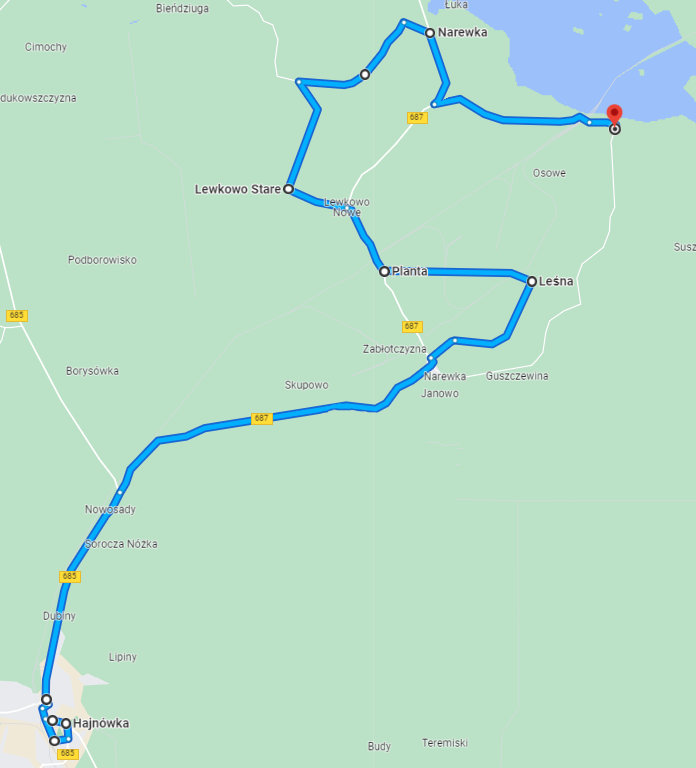 Łuka
Bieńdziuga
Narewka
Cimochy
dukowszczyzna
687
Osowe
Lewkowo Stare
Lewkowo
Nowe
Susz
Podborowisko
Planta
Leśna
685
687
Zabłotczyzna
Borysówka
Narewka
Guszczewina
Skupowo
Janowo
687
Nowosady
Sorocza Nóżka
685
Dubiny
Lipiny
Hajnówka
685
Budy
Teremiski